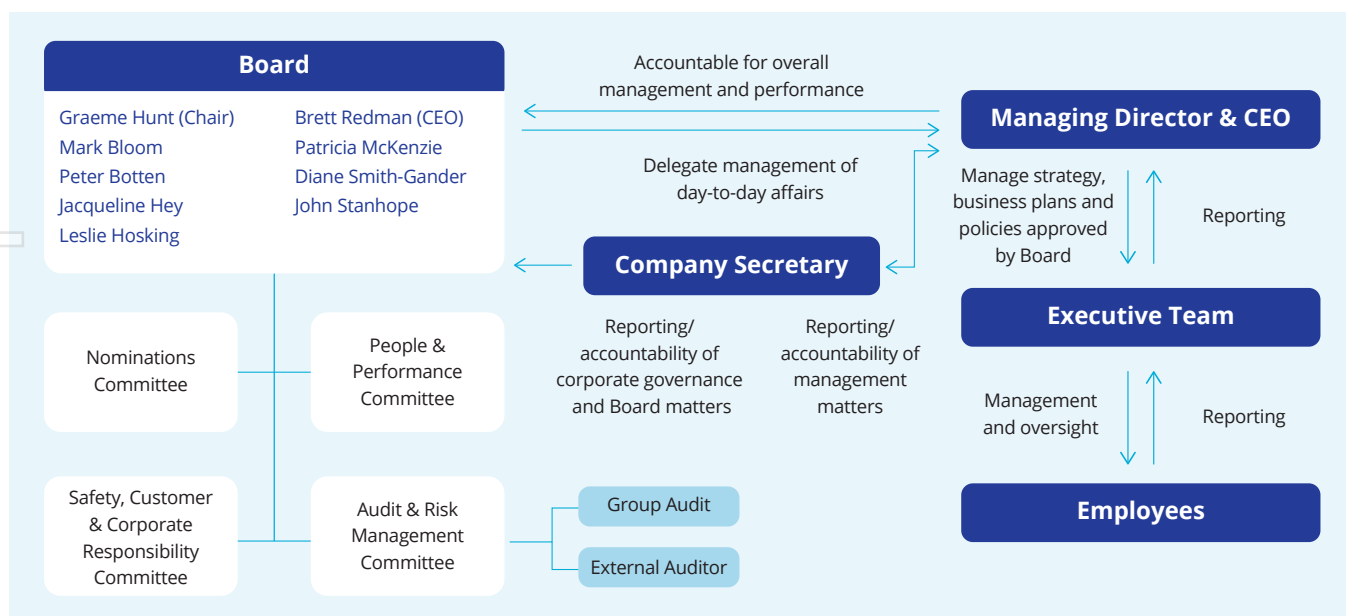 Board
Graeme Hunt (Chair)
Mark Bloom
Peter Botten
Jacqueline Hey
Leslie Hosking
Brett Redman (CEO)
Patricia McKenzie
Diane Smith-Gander
John Stanhope
Accountable for overall
management and performance
Delegate management of
day-to-day affairs
Managing Director & CEO
Manage strategy,
business plans and
policies approved
by Board
Reporting
Company Secretary
Reporting/
accountability of
corporate governance
and Board matters
Reporting/
accountability of
management
matters
Executive Team
Management
and oversight
Reporting
Employees
Nominations
Committee
People &
Performance
Committee
Safety, Customer
& Corporate
Responsibility
Committee
Audit & Risk
Management
Committee
Group Audit
External Auditor